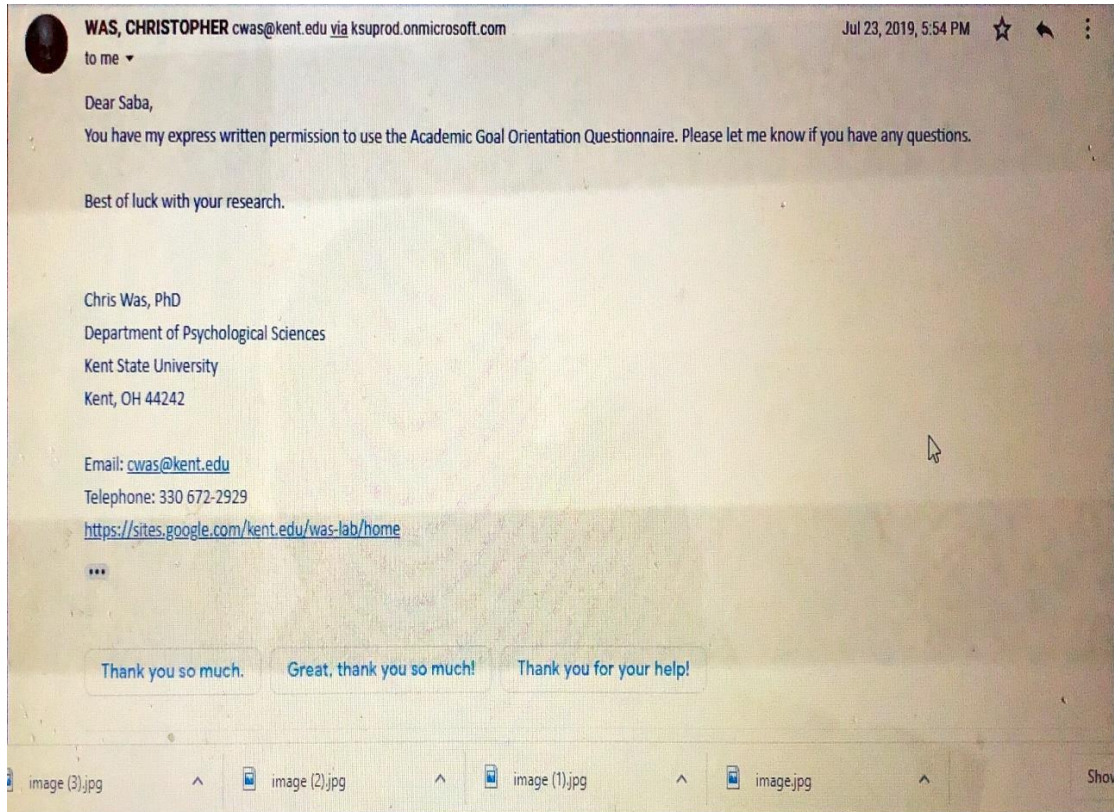 WAS, CHRISTOPHER cwas@kent.edu via ksuprod.onmicrosoft.com Jul 23, 2019, 5:54 PM
to me
Dear Saba,
You have my express written permission to use the Academic Goal Orientation Questionnaire. Please let me know if you have any questions.
Best of luck with your research.
Chris Was, PhD
Department of Psychological Sciences
Kent State University
Kent, OH 44242
Email: cwas@kent.edu
Telephone: 330 672-2929
https://sites.google.com/kent.edu/was-lab/home
•••
Thank you so much. Great, thank you so much! Thank you for your help!
image (3).jpg image (2).jpg image (1).jpg image.jpg